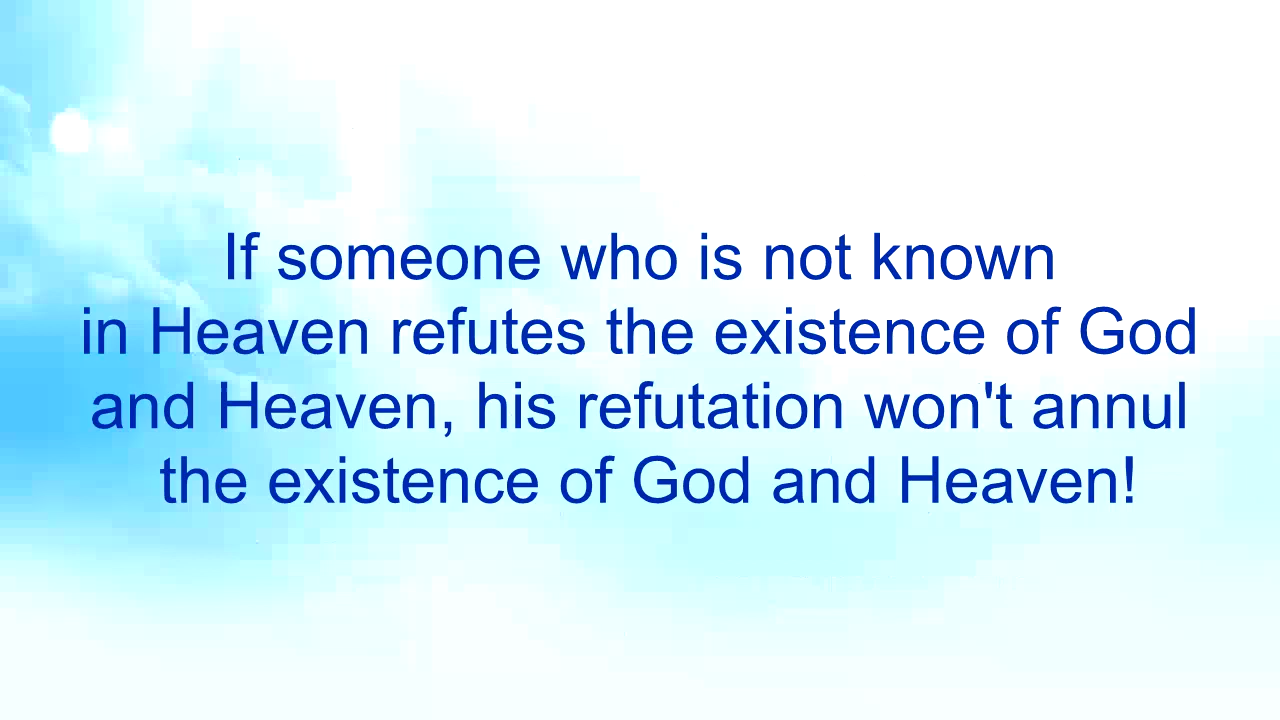 If someone who is not known
in Heaven refutes the existence of God
and Heaven, his refutation won't annul
the existence of God and Heaven!